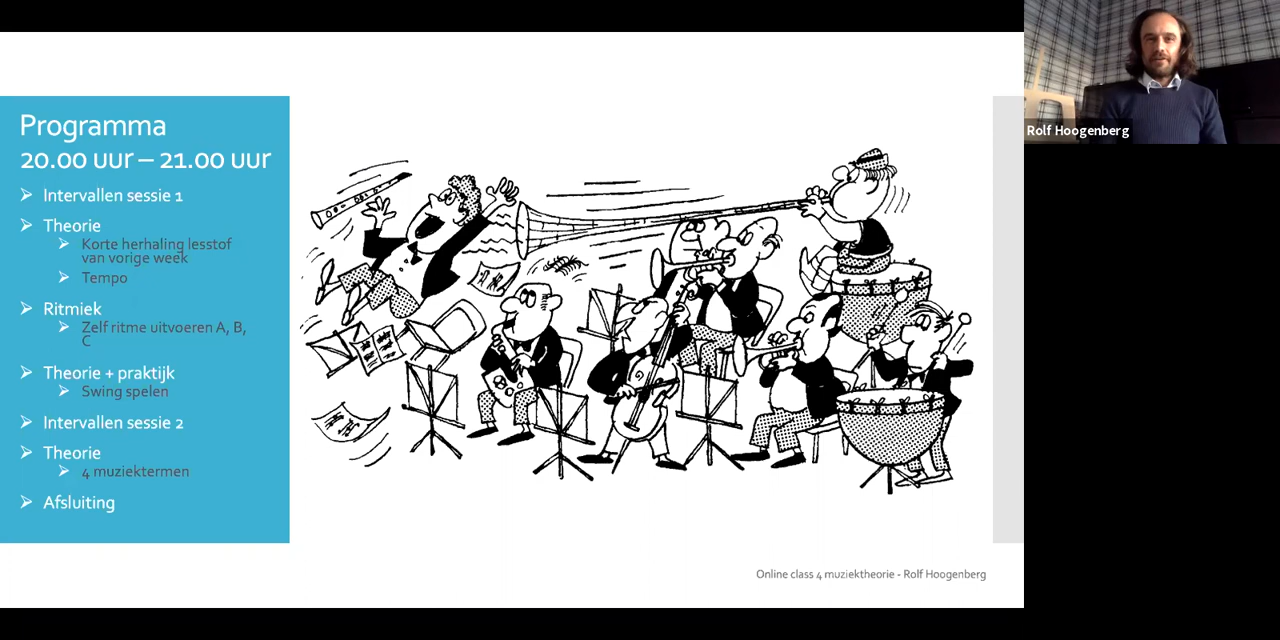 Programma
20.00 uur – 21.00 uur
Intervallen sessie 1
Theorie
Korte herhaling lesstof
van vorige week
Tempo
Ritmiek
Zelf ritme uitvoeren A, B,
C
Theorie + praktijk
Swing spelen
Intervallen sessie 2
Theorie
4 muziektermen
Afsluiting
Online class 4 muziektheorie - Rolf Hoogenberg
Rolf Hoogenberg